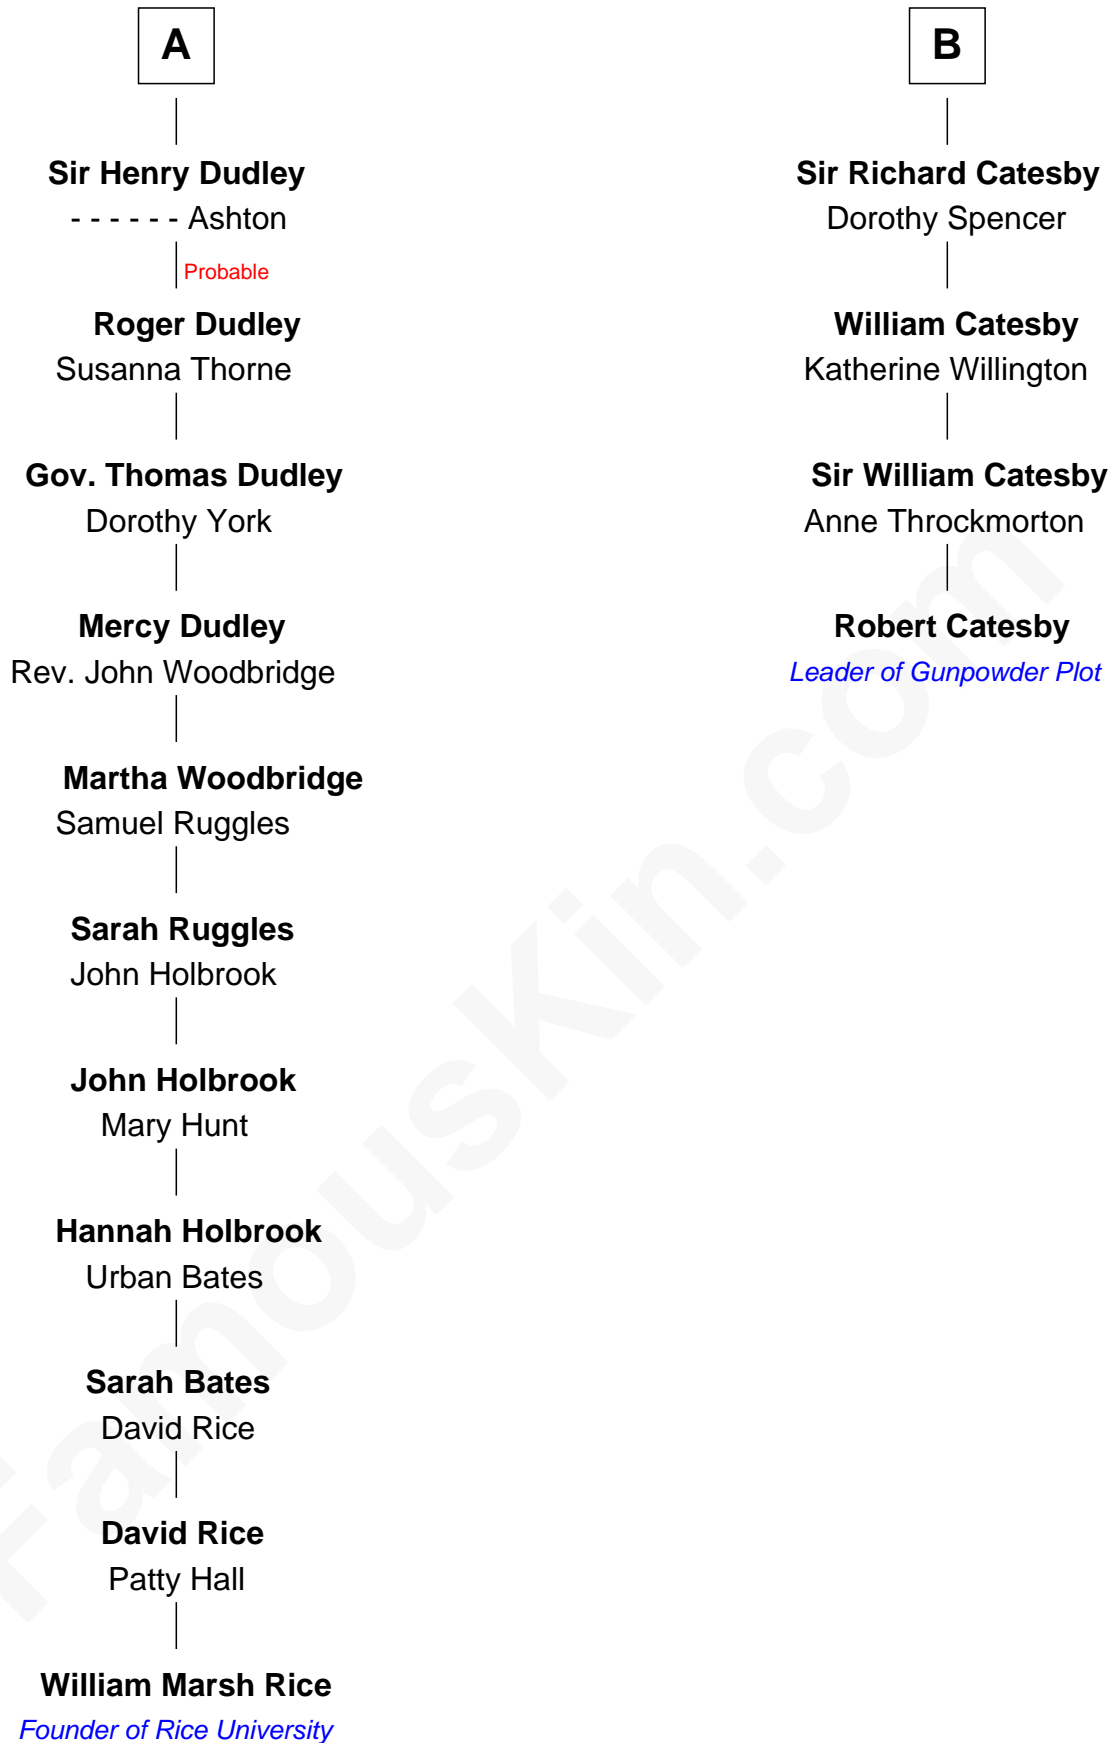 A
Sir Henry Dudley
- - - - - - Ashton
Probable
Roger Dudley
Susanna Thorne
Gov. Thomas Dudley
Dorothy York
Mercy Dudley
Rev. John Woodbridge
Martha Woodbridge
Samuel Ruggles
Sarah Ruggles
John Holbrook
John Holbrook
Mary Hunt
Hannah Holbrook
Urban Bates
Sarah Bates
David Rice
David Rice
Patty Hall
William Marsh Rice
Founder of Rice University
B
Sir Richard Catesby
Dorothy Spencer
William Catesby
Katherine Willington
Sir William Catesby
Anne Throckmorton
Robert Catesby
Leader of Gunpowder Plot
FamousKin.com